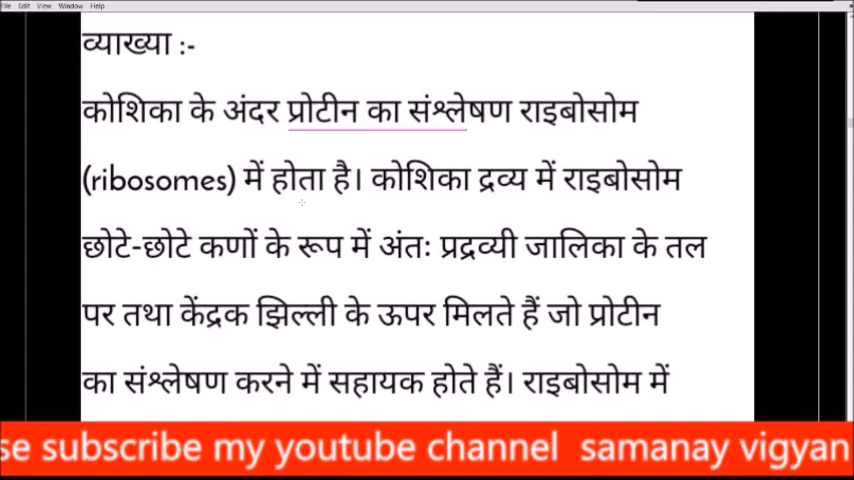 File Edit View Window Help
व्याख्या :-
कोशिका के अंदर प्रोटीन का संश्लेषण राइबोसोम
(ribosomes) में होता है। कोशिका द्रव्य में राइबोसोम
छोटे-छोटे कणों के रूप में अंतः प्रद्रव्यी जालिका के तल
पर तथा केंद्रक झिल्ली के ऊपर मिलते हैं जो प्रोटीन
का संश्लेषण करने में सहायक होते हैं। राइबोसोम में
se subscribe my youtube channel samanay vigyan